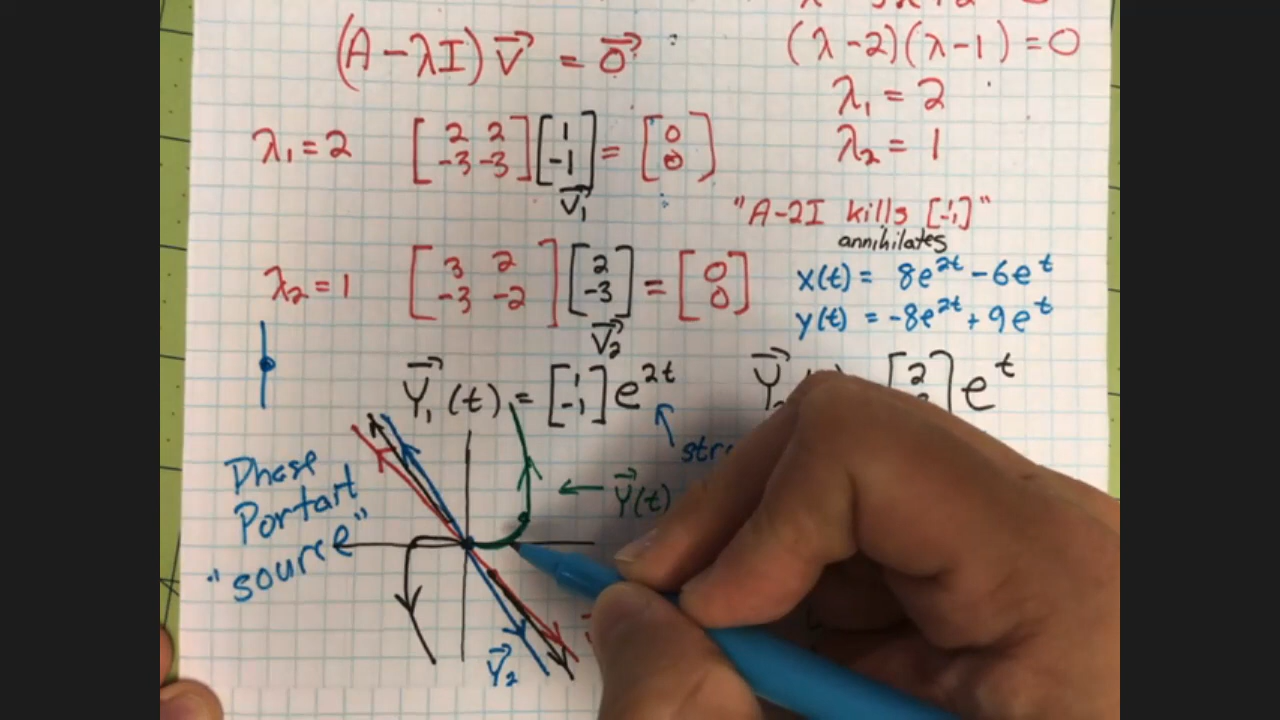 (A - λI) v⃗ = 0⃗
(λ-2)(λ-1) = 0
λ₁ = 2
λ₂ = 1
λ₁ = 2 [2 2; -3 -3] [1; -1] = [0; 0]
v⃗₁
"A-2I kills [1; -1]"
annihilates
λ₂ = 1 [3 2; -3 -2] [2; -3] = [0; 0]
v⃗₂
x(t) = 8e^{2t} - 6e^t
y(t) = -8e^{2t} + 9e^t
Y⃗₁(t) = [1; -1] e^{2t}
e^t
Phase
Portart
"source"
Y⃗(t)
Y⃗₂